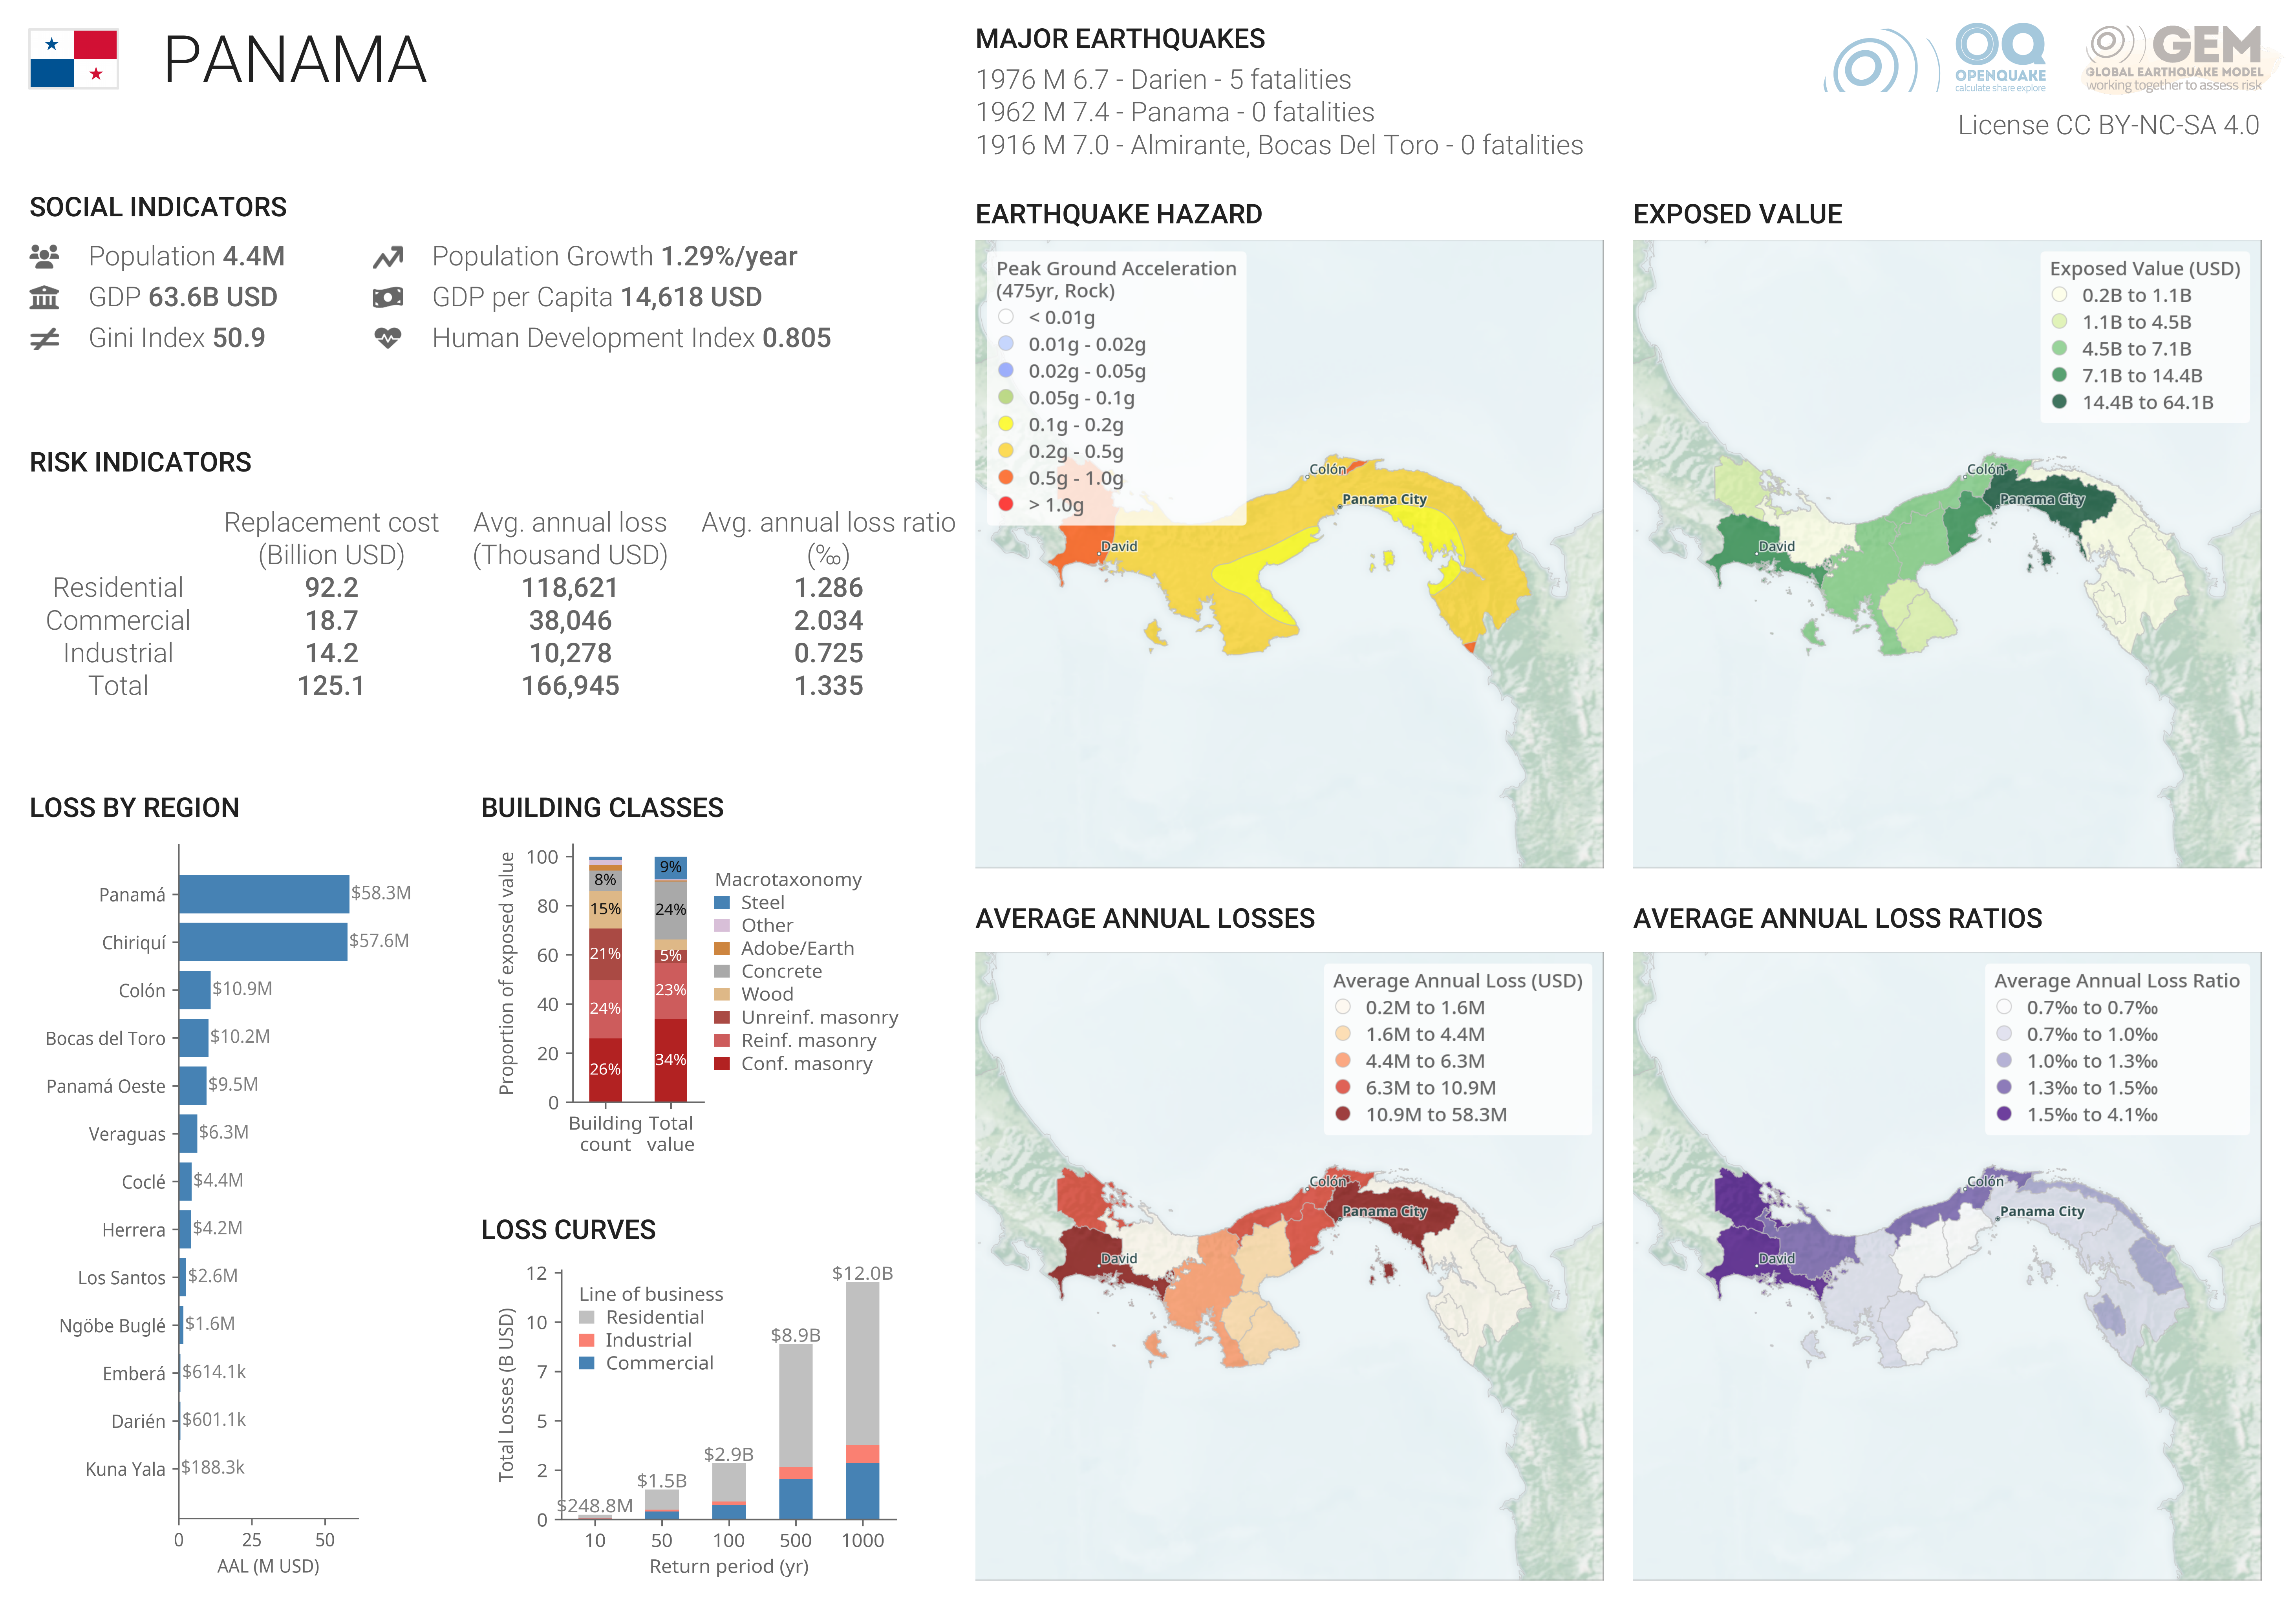 PANAMA
MAJOR EARTHQUAKES
1976 M 6.7 - Darien - 5 fatalities
1962 M 7.4 - Panama - 0 fatalities
1916 M 7.0 - Almirante, Bocas Del Toro - 0 fatalities
OQ
OPENQUAKE
calculate share explore
GEM
GLOBAL EARTHQUAKE MODEL
working together to assess risk
License CC BY-NC-SA 4.0
SOCIAL INDICATORS
Population 4.4M
Population Growth 1.29%/year
GDP 63.6B USD
GDP per Capita 14,618 USD
Gini Index 50.9
Human Development Index 0.805
RISK INDICATORS
Replacement cost Avg. annual loss Avg. annual loss ratio
(Billion USD) (Thousand USD) (‰)
Residential 92.2 118,621 1.286
Commercial 18.7 38,046 2.034
Industrial 14.2 10,278 0.725
Total 125.1 166,945 1.335
LOSS BY REGION
Panamá $58.3M
Chiriquí $57.6M
Colón $10.9M
Bocas del Toro $10.2M
Panamá Oeste $9.5M
Veraguas $6.3M
Coclé $4.4M
Herrera $4.2M
Los Santos $2.6M
Ngöbe Buglé $1.6M
Emberá $614.1k
Darién $601.1k
Kuna Yala $188.3k
0 25 50
AAL (M USD)
BUILDING CLASSES
Proportion of exposed value
100
80
60
40
20
0
8%
15%
21%
24%
26%
9%
24%
5%
23%
34%
Building count
Total value
Macrotaxonomy
Steel
Other
Adobe/Earth
Concrete
Wood
Unreinf. masonry
Reinf. masonry
Conf. masonry
LOSS CURVES
Total Losses (B USD)
12
10
7
5
2
0
Line of business
Residential
Industrial
Commercial
$248.8M
$1.5B
$2.9B
$8.9B
$12.0B
10 50 100 500 1000
Return period (yr)
EARTHQUAKE HAZARD
Peak Ground Acceleration
(475yr, Rock)
< 0.01g
0.01g - 0.02g
0.02g - 0.05g
0.05g - 0.1g
0.1g - 0.2g
0.2g - 0.5g
0.5g - 1.0g
> 1.0g
Colón
Panama City
David
EXPOSED VALUE
Exposed Value (USD)
0.2B to 1.1B
1.1B to 4.5B
4.5B to 7.1B
7.1B to 14.4B
14.4B to 64.1B
Colón
Panama City
David
AVERAGE ANNUAL LOSSES
Average Annual Loss (USD)
0.2M to 1.6M
1.6M to 4.4M
4.4M to 6.3M
6.3M to 10.9M
10.9M to 58.3M
Colón
Panama City
David
AVERAGE ANNUAL LOSS RATIOS
Average Annual Loss Ratio
0.7‰ to 0.7‰
0.7‰ to 1.0‰
1.0‰ to 1.3‰
1.3‰ to 1.5‰
1.5‰ to 4.1‰
Colón
Panama City
David